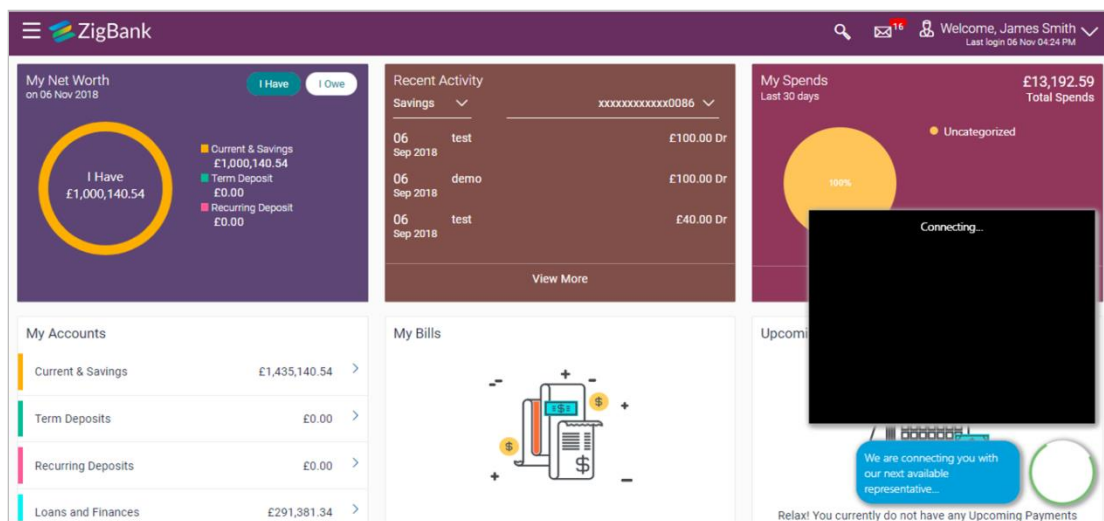 ZigBank
16
Welcome, James Smith
Last login 06 Nov 04:24 PM
My Net Worth
on 06 Nov 2018
I Have
I Owe
I Have
£1,000,140.54
Current & Savings
£1,000,140.54
Term Deposit
£0.00
Recurring Deposit
£0.00
Recent Activity
Savings
xxxxxxxxxxxx0086
06 test £100.00 Dr
Sep 2018
06 demo £100.00 Dr
Sep 2018
06 test £40.00 Dr
Sep 2018
View More
My Spends
Last 30 days
£13,192.59
Total Spends
Uncategorized
100%
Connecting...
My Accounts
Current & Savings £1,435,140.54
Term Deposits £0.00
Recurring Deposits £0.00
Loans and Finances £291,381.34
My Bills
$
$
$
$
Upcomi
We are connecting you with
our next available
representative...
Relax! You currently do not have any Upcoming Payments